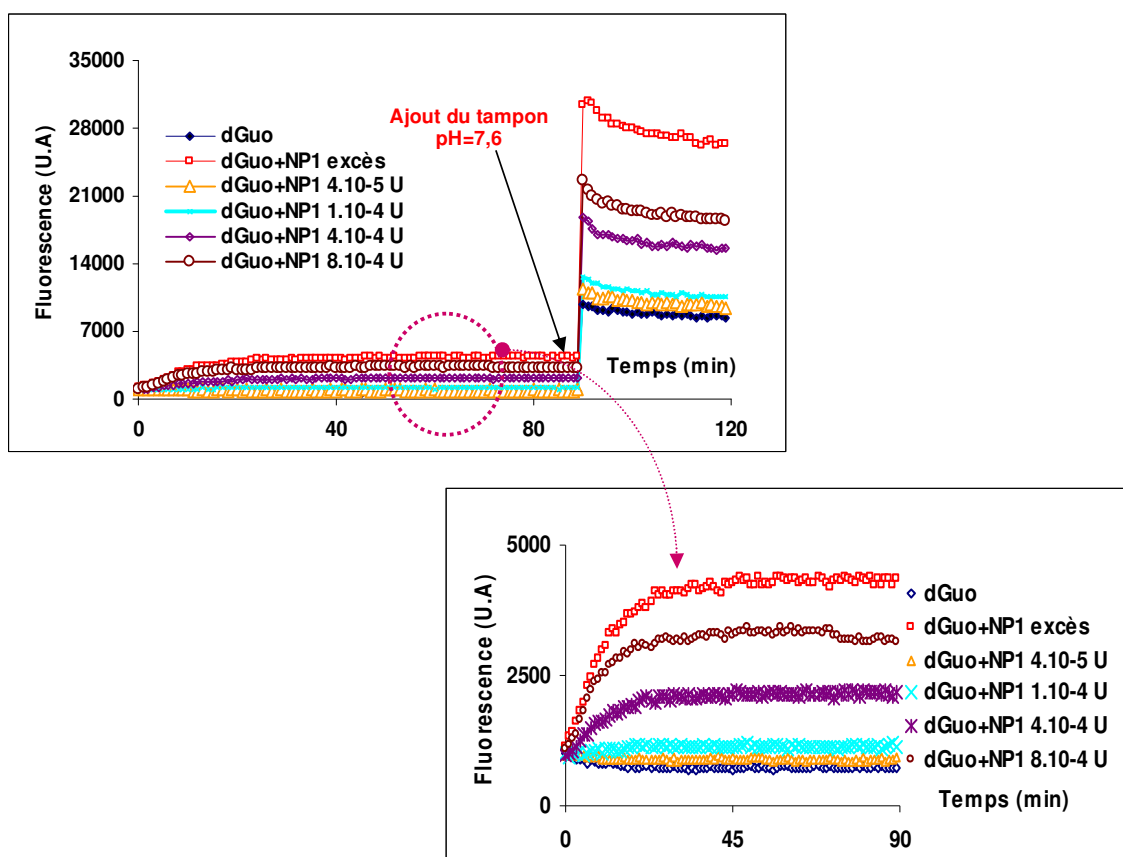 35000
28000
21000
14000
7000
0
Fluorescence (U.A)
dGuo
dGuo+NP1 excès
dGuo+NP1 4.10-5 U
dGuo+NP1 1.10-4 U
dGuo+NP1 4.10-4 U
dGuo+NP1 8.10-4 U
Ajout du tampon
pH=7,6
Temps (min)
0
40
80
120
5000
2500
0
Fluorescence (U.A)
dGuo
dGuo+NP1 excès
dGuo+NP1 4.10-5 U
dGuo+NP1 1.10-4 U
dGuo+NP1 4.10-4 U
dGuo+NP1 8.10-4 U
Temps (min)
0
45
90